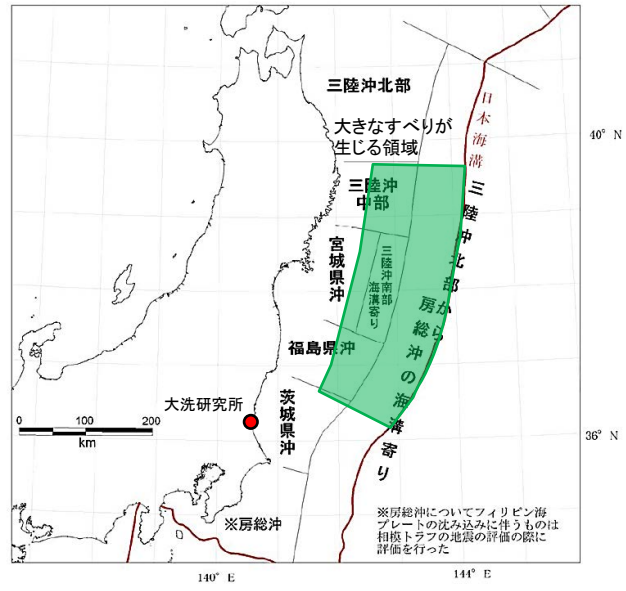 三陸沖北部
日本海溝
40° N
大きなすべりが
生じる領域
三陸沖
中部
三陸沖北部から
房総沖の海溝寄り
宮城県沖
三陸沖南部
海溝寄り
福島県沖
大洗研究所
茨城県沖
0 100 200
km
36° N
※房総沖
※房総沖についてフィリピン海
プレートの沈み込みに伴うものは
相模トラフの地震の評価の際に
評価を行った
140° E
144° E